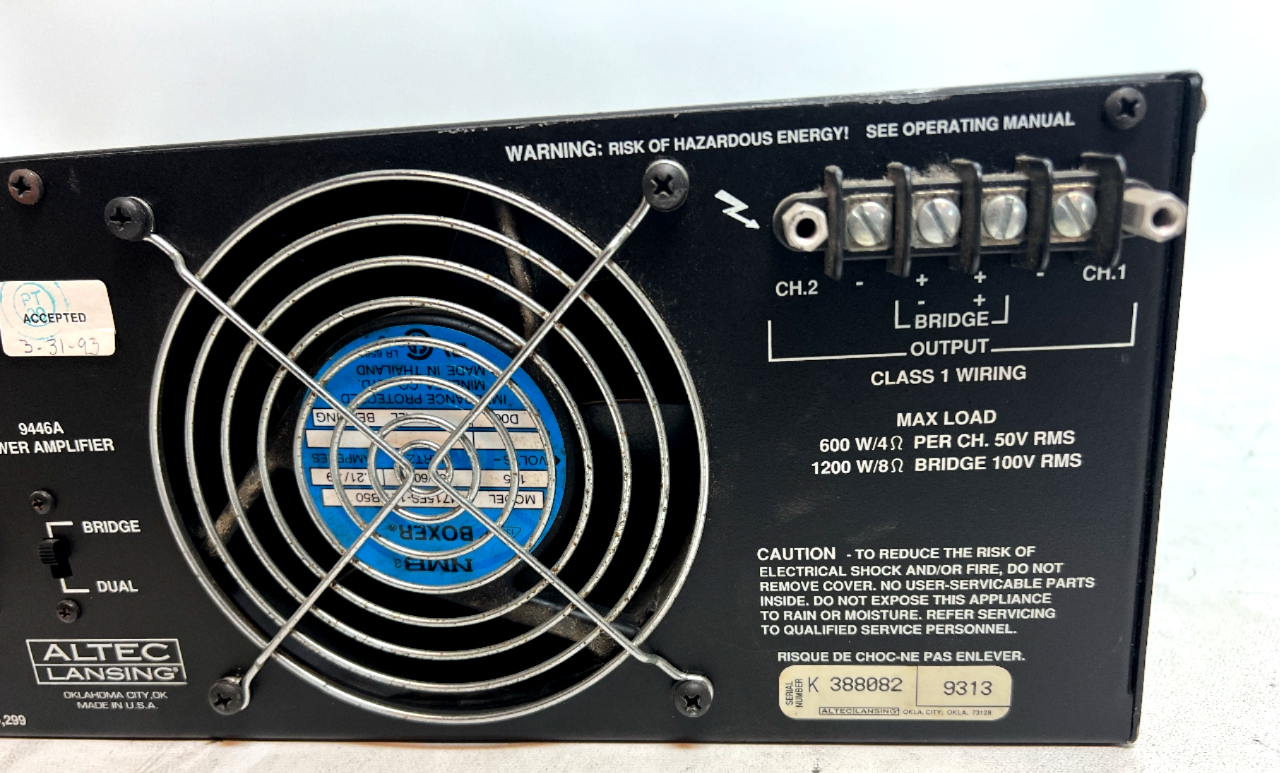 WARNING: RISK OF HAZARDOUS ENERGY! SEE OPERATING MANUAL
CH.2 - + + - CH.1
- +
BRIDGE
OUTPUT
CLASS 1 WIRING
MAX LOAD
600 W/4Ω PER CH. 50V RMS
1200 W/8Ω BRIDGE 100V RMS
PT
ACCEPTED
3-31-93
9446A
AMPLIFIER
BRIDGE
DUAL
ALTEC
LANSING
OKLAHOMA CITY, OK
MADE IN U.S.A.
,299
NMB
BOXER®
MODEL
IMPEDANCE PROTECTED
MADE IN THAILAND
CAUTION - TO REDUCE THE RISK OF
ELECTRICAL SHOCK AND/OR FIRE, DO NOT
REMOVE COVER. NO USER-SERVICABLE PARTS
INSIDE. DO NOT EXPOSE THIS APPLIANCE
TO RAIN OR MOISTURE. REFER SERVICING
TO QUALIFIED SERVICE PERSONNEL.
RISQUE DE CHOC-NE PAS ENLEVER.
SERIAL NUMBER K 388082 9313
ALTEC LANSING OKLA. CITY, OKLA. 73128